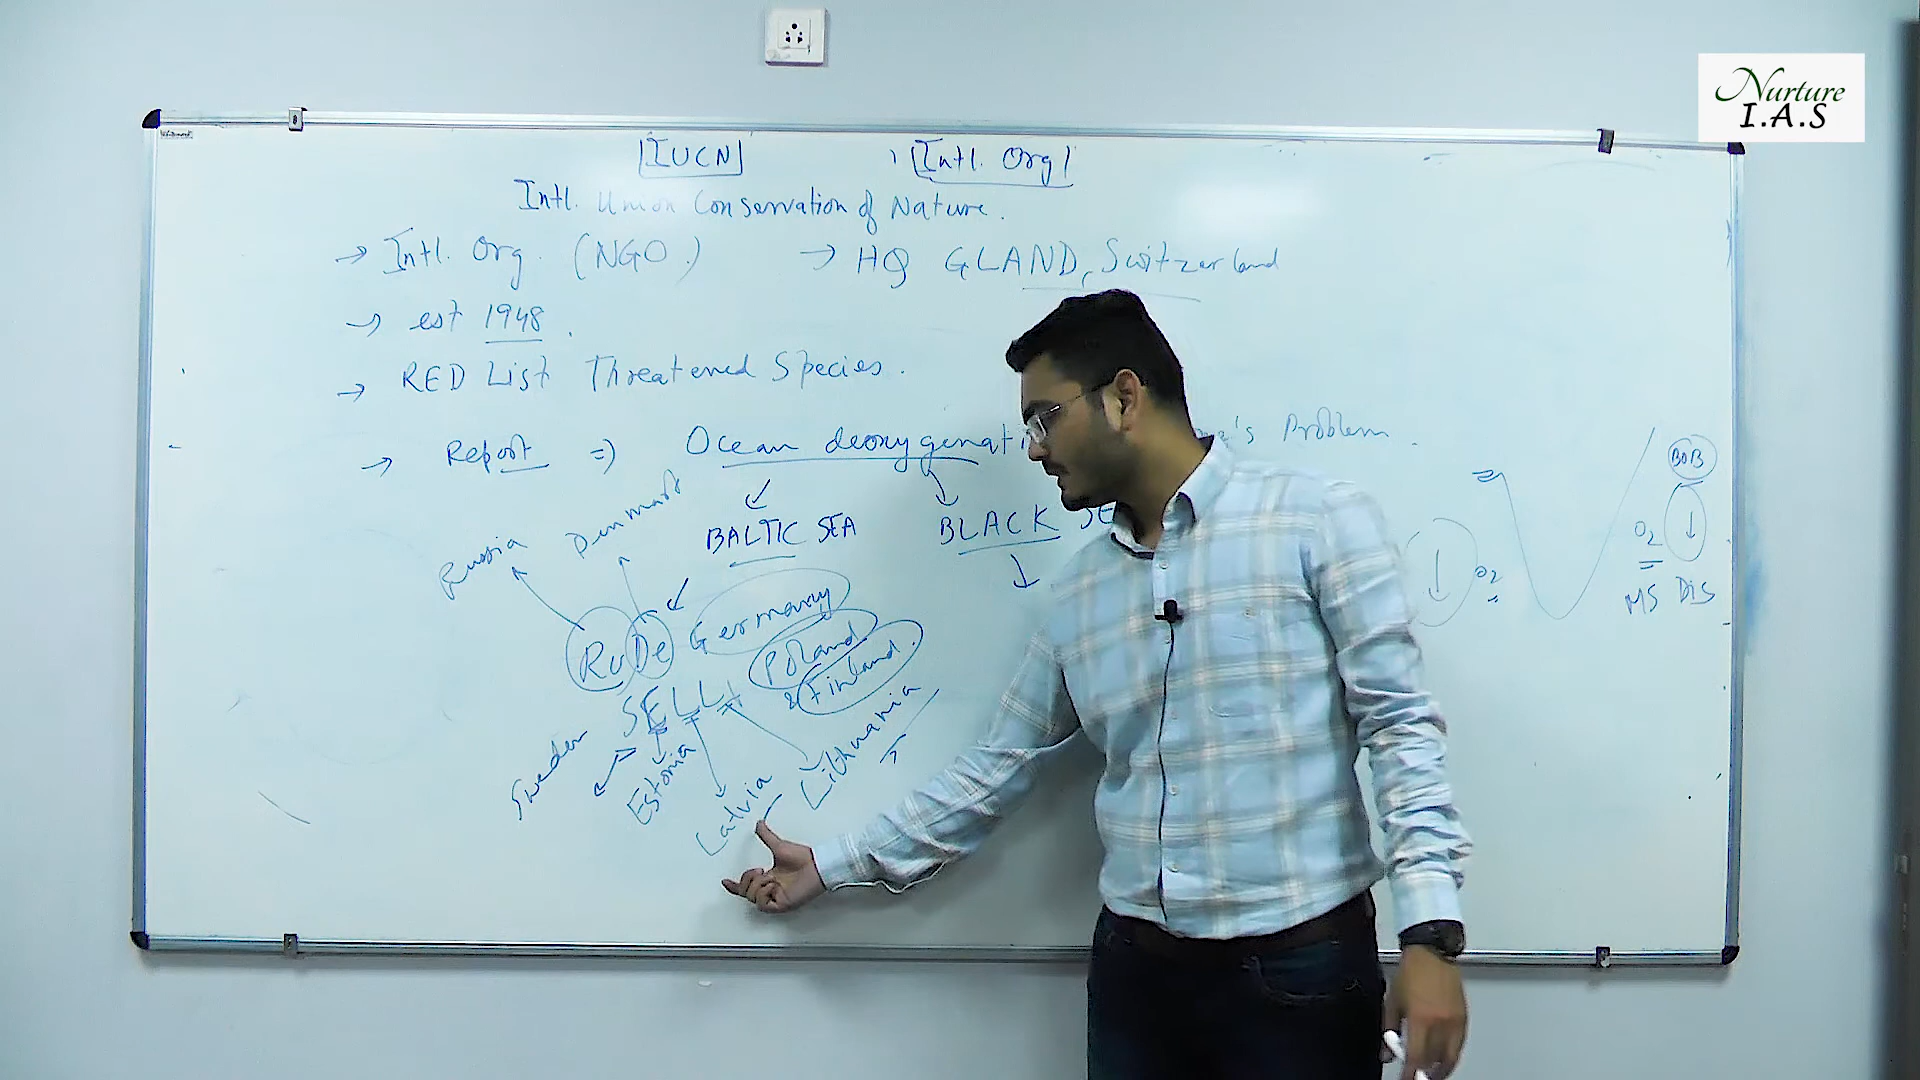 Nurture
I.A.S
IUCN
Intl. Org
Intl. Union Conservation of Nature.
→ Intl. Org. (NGO) → HQ GLAND, Switzerland
→ est 1948.
→ RED List Threatened Species.
→ Report ⇒ Ocean deoxygenati 's Problem.
BALTIC SEA BLACK SE
Russia Denmark
RuDe Germany
Poland
& Finland.
SELL
Sweden
Estonia
Latvia
Lithuania
BOB
↓ O2
O2 ↓
MS DIS